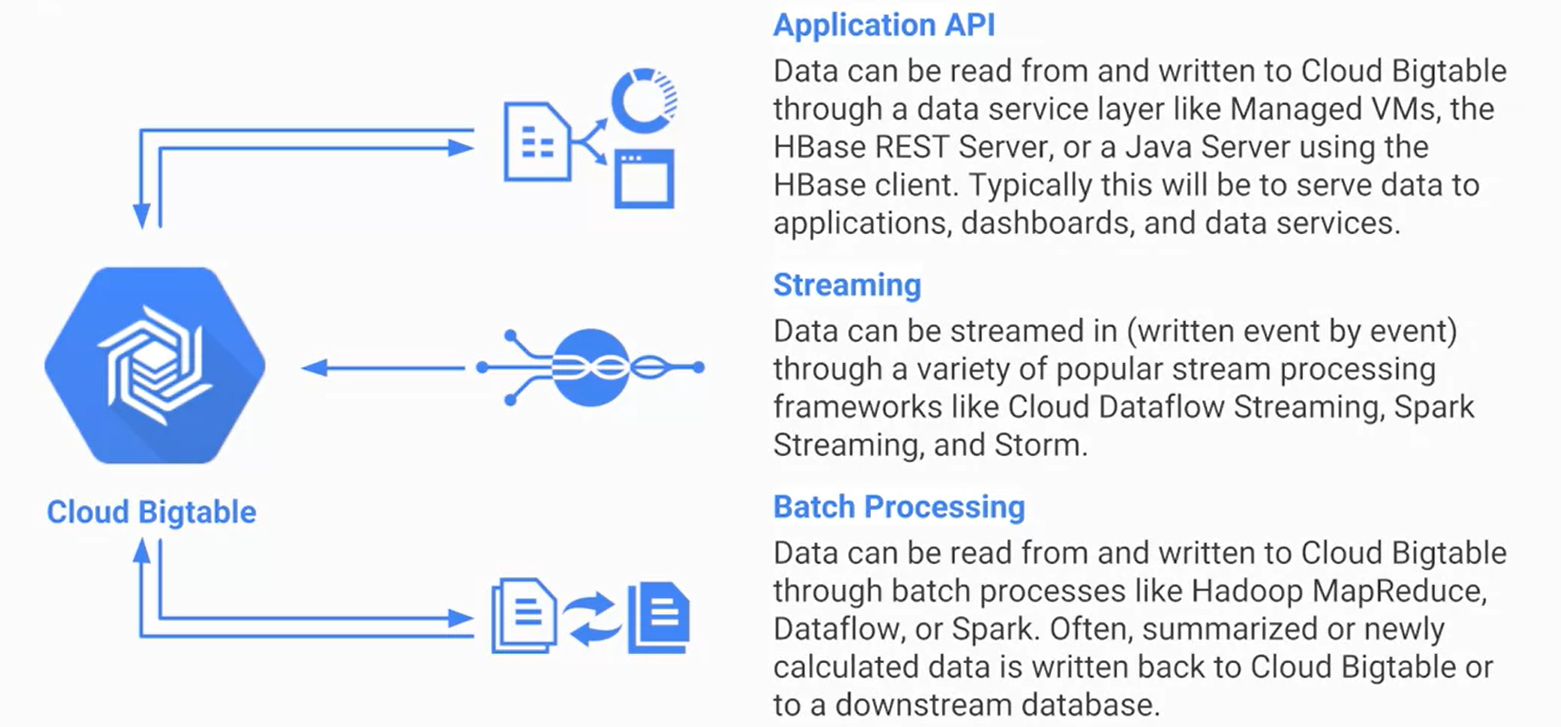 Application API
Data can be read from and written to Cloud Bigtable
through a data service layer like Managed VMs, the
HBase REST Server, or a Java Server using the
HBase client. Typically this will be to serve data to
applications, dashboards, and data services.
Streaming
Data can be streamed in (written event by event)
through a variety of popular stream processing
frameworks like Cloud Dataflow Streaming, Spark
Streaming, and Storm.
Cloud Bigtable
Batch Processing
Data can be read from and written to Cloud Bigtable
through batch processes like Hadoop MapReduce,
Dataflow, or Spark. Often, summarized or newly
calculated data is written back to Cloud Bigtable or
to a downstream database.